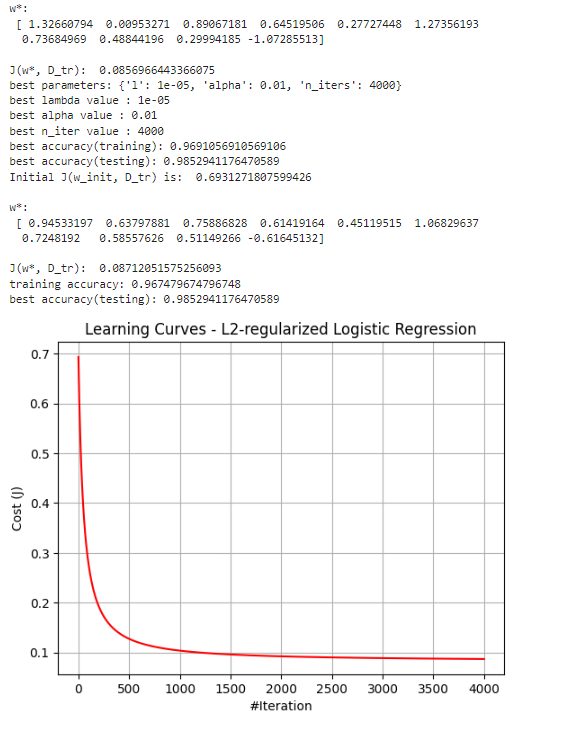 w*:
[ 1.32660794 0.00953271 0.89067181 0.64519506 0.27727448 1.27356193
0.73684969 0.48844196 0.29994185 -1.07285513]
J(w*, D_tr): 0.0856966443366075
best parameters: {'l': 1e-05, 'alpha': 0.01, 'n_iters': 4000}
best lambda value : 1e-05
best alpha value : 0.01
best n_iter value : 4000
best accuracy(training): 0.9691056910569106
best accuracy(testing): 0.9852941176470589
Initial J(w_init, D_tr) is: 0.6931271807599426
w*:
[ 0.94533197 0.63797881 0.75886828 0.61419164 0.45119515 1.06829637
0.7248192 0.58557626 0.51149266 -0.61645132]
J(w*, D_tr): 0.08712051575256093
training accuracy: 0.967479674796748
best accuracy(testing): 0.9852941176470589
Learning Curves - L2-regularized Logistic Regression
0.7
0.6
0.5
0.4
0.3
0.2
0.1
Cost (J)
0 500 1000 1500 2000 2500 3000 3500 4000
#Iteration